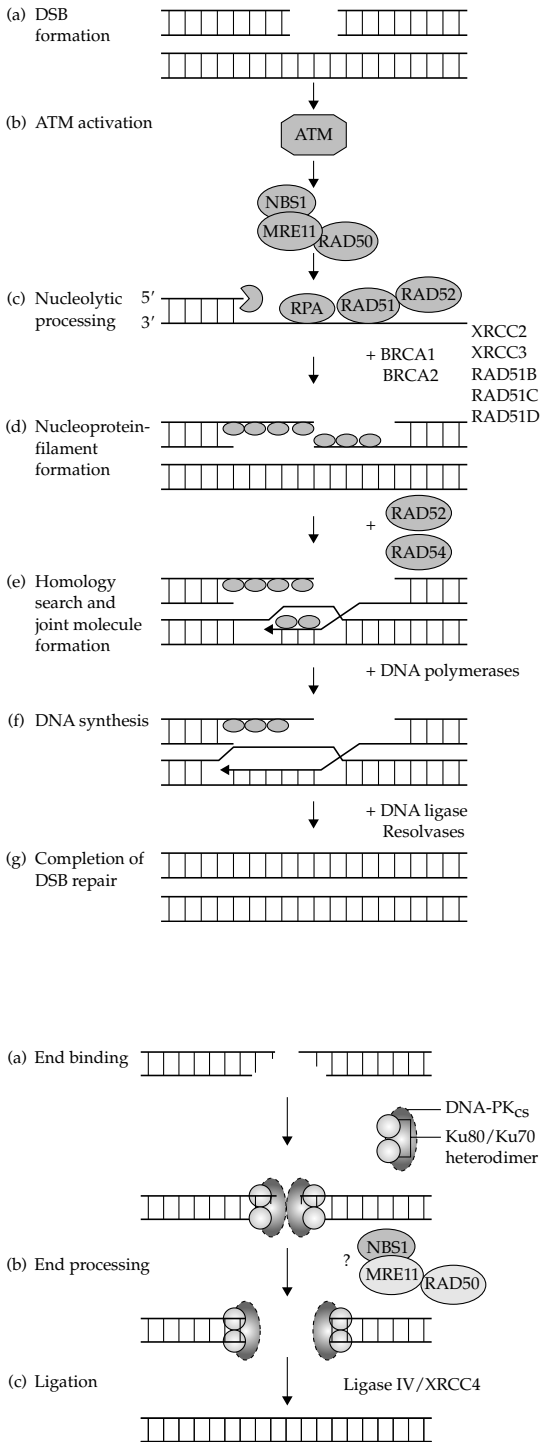 (a) DSB
formation
(b) ATM activation
ATM
NBS1
MRE11
RAD50
(c) Nucleolytic
processing
5′
3′
RPA
RAD51
RAD52
XRCC2
XRCC3
RAD51B
RAD51C
RAD51D
+ BRCA1
BRCA2
(d) Nucleoprotein-
filament
formation
+
RAD52
RAD54
(e) Homology
search and
joint molecule
formation
+ DNA polymerases
(f) DNA synthesis
+ DNA ligase
Resolvases
(g) Completion of
DSB repair
(a) End binding
DNA-PKCS
Ku80/Ku70
heterodimer
(b) End processing
?
NBS1
MRE11
RAD50
(c) Ligation
Ligase IV/XRCC4